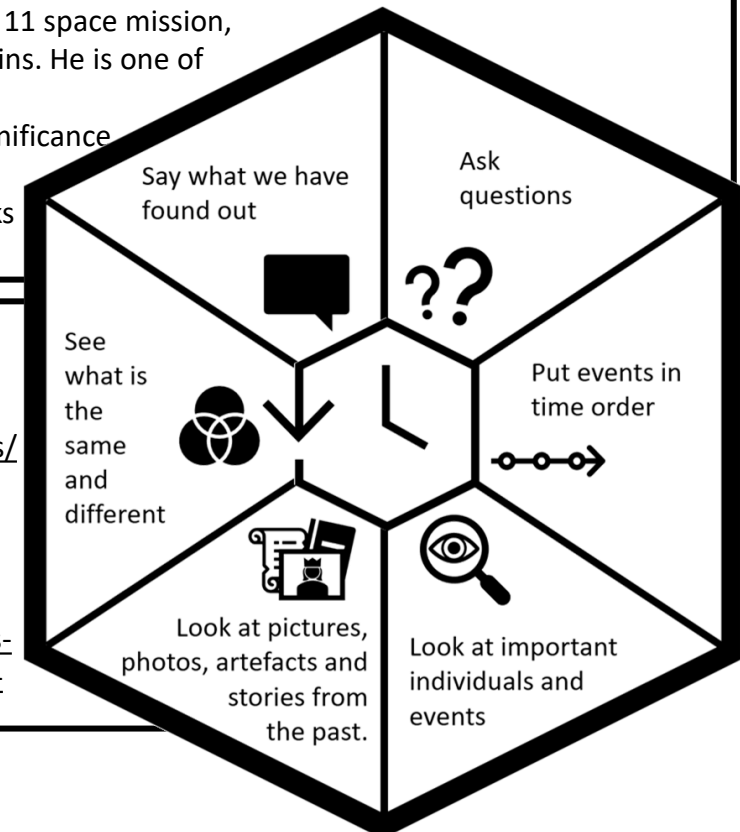 11 space mission,
ins. He is one of
nificance
s
s/
-
Say what we have
found out
Ask
questions
??
Put events in
time order
Look at important
individuals and
events
Look at pictures,
photos, artefacts and
stories from
the past.
See
what is
the
same
and
different